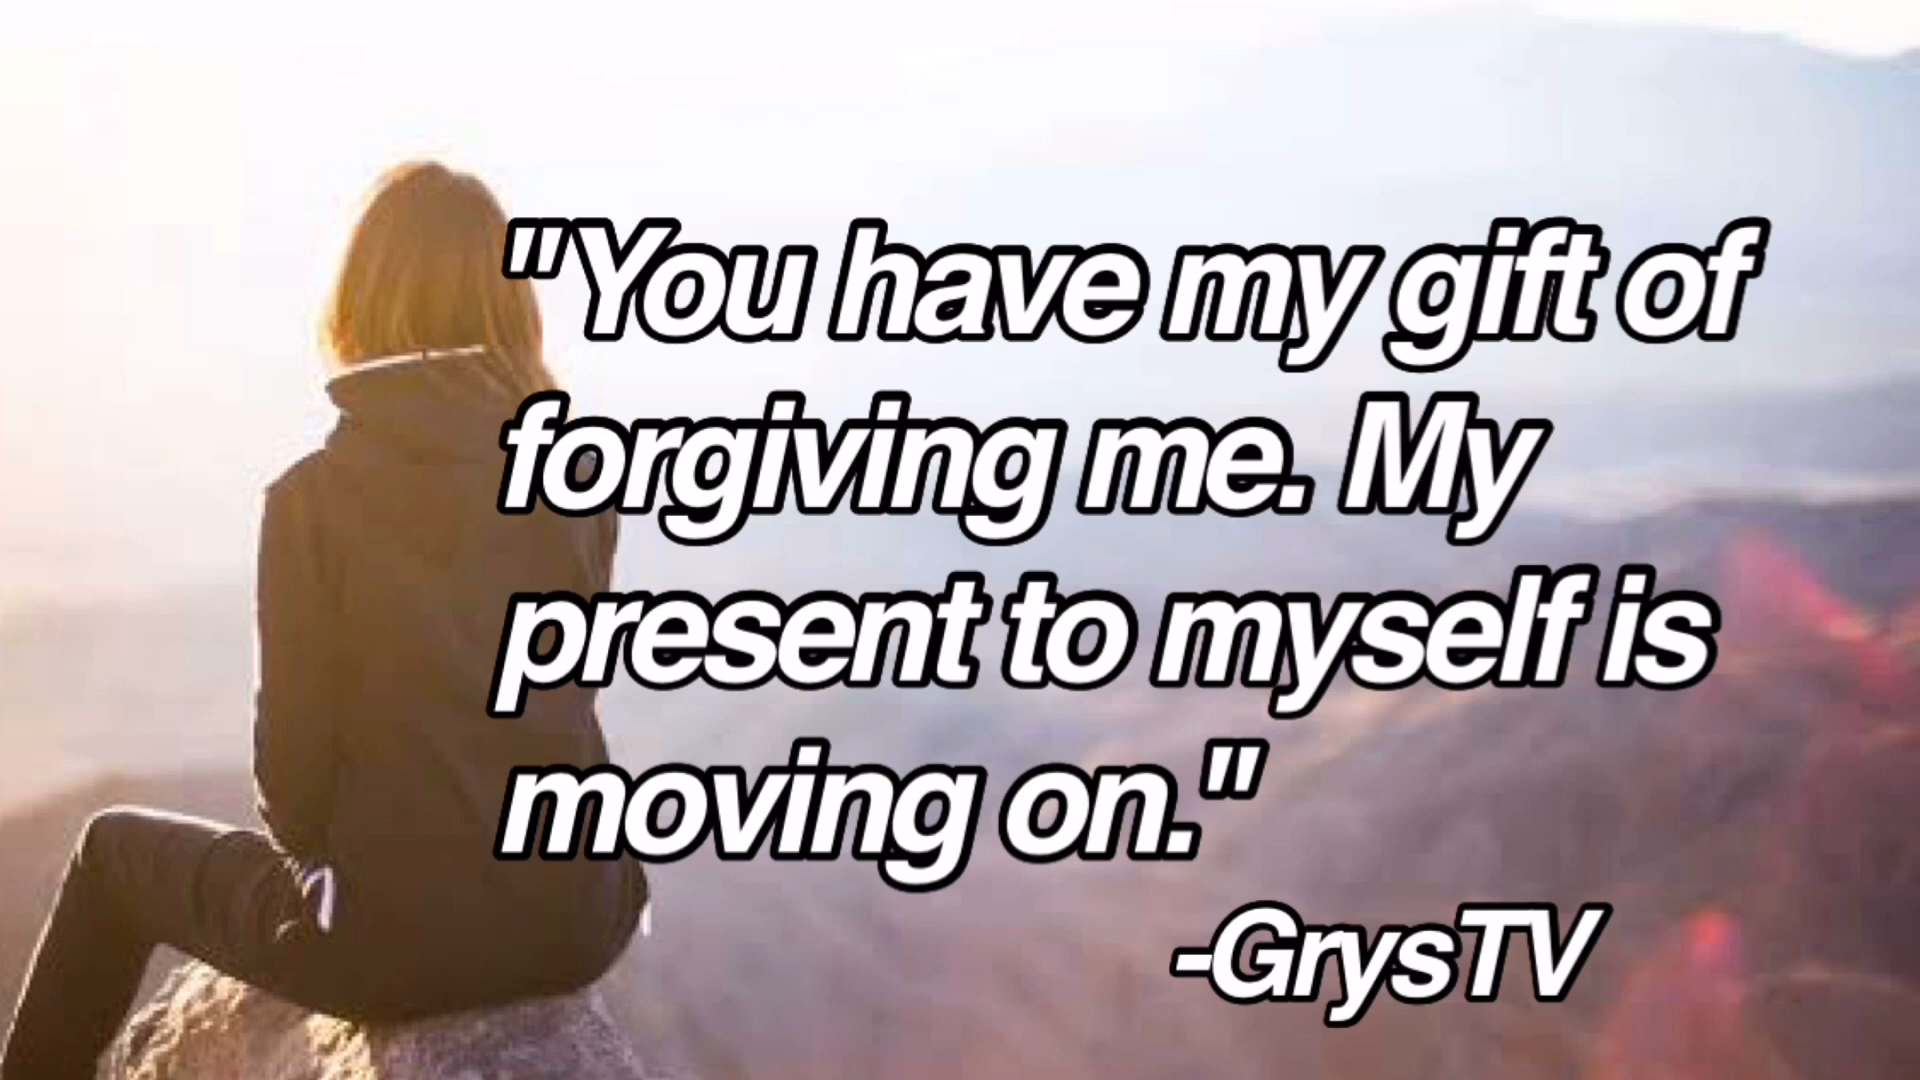 "You have my gift of
forgiving me. My
present to myself is
moving on."
-GrysTV